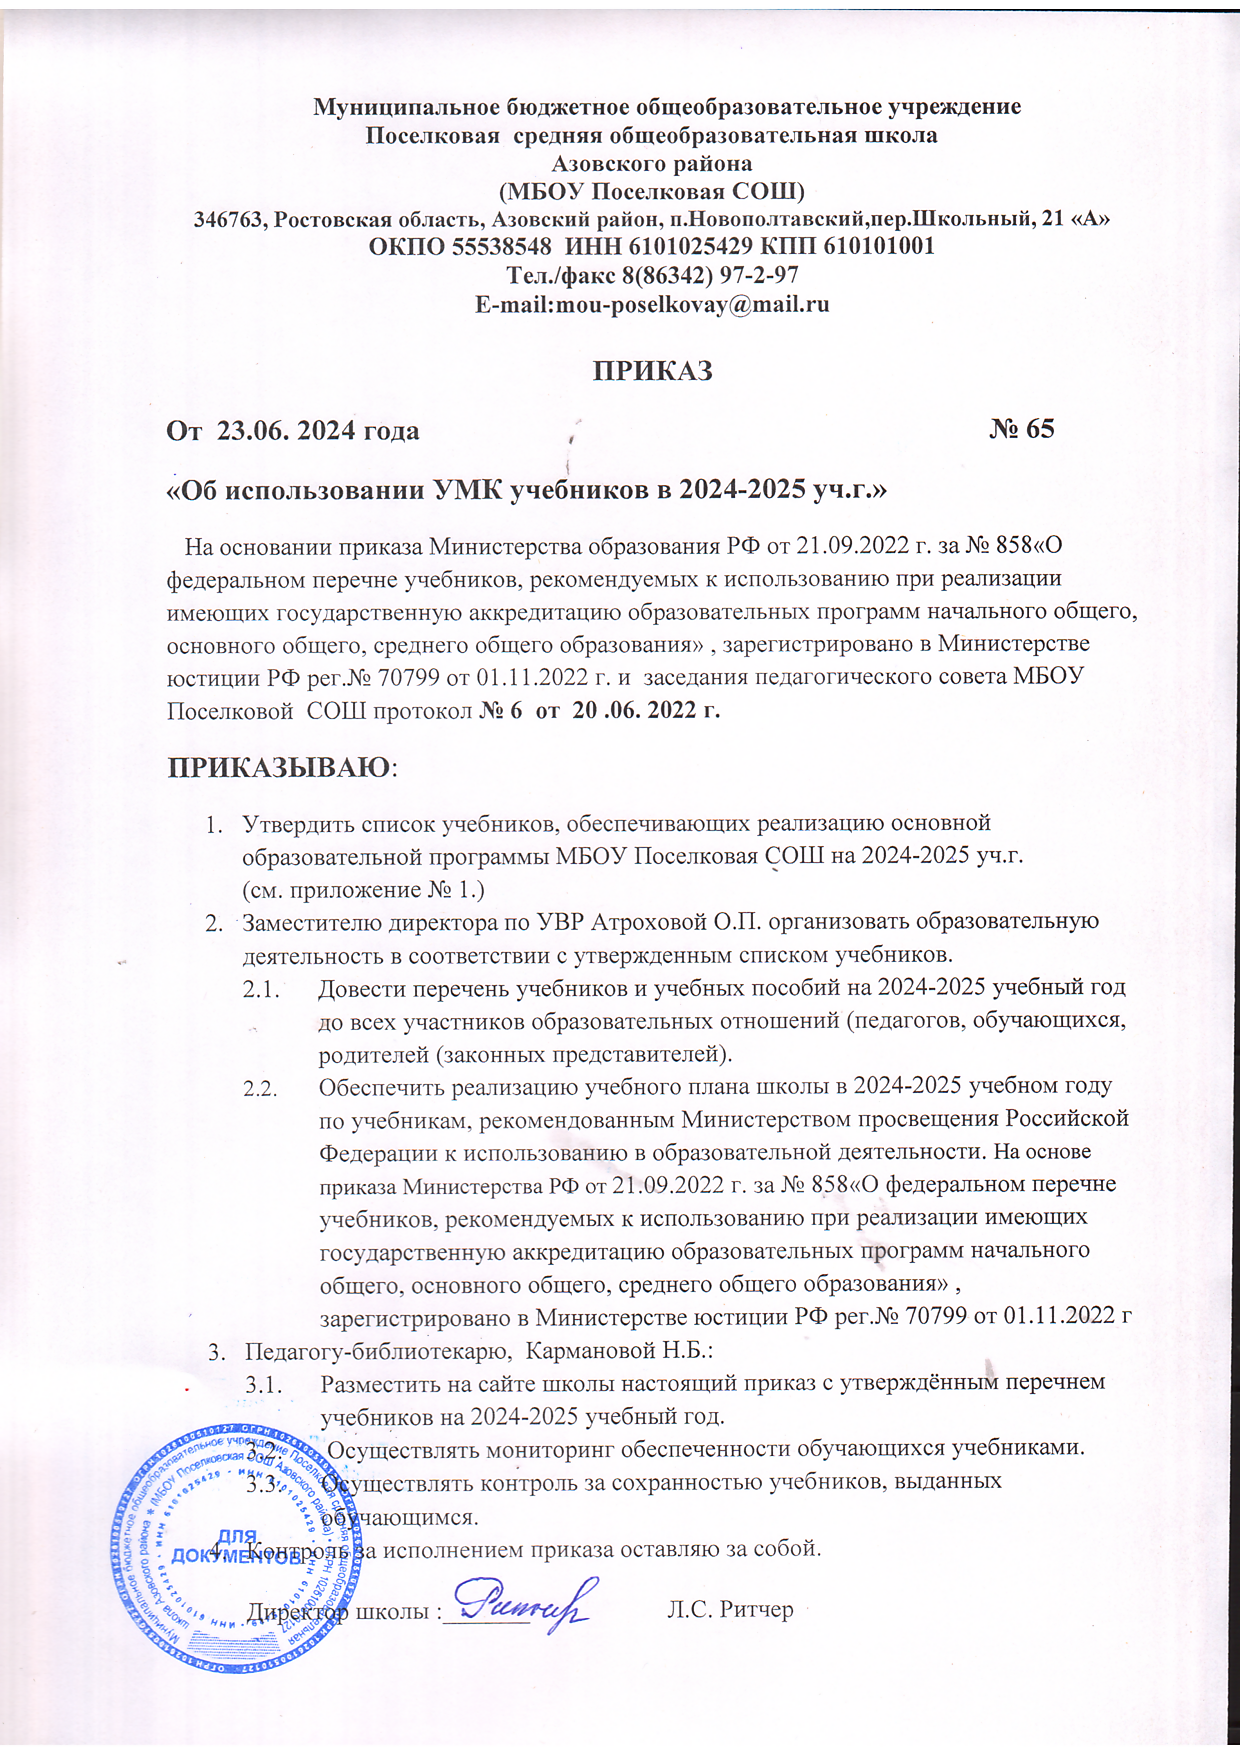 Муниципальное бюджетное общеобразовательное учреждение
Поселковая средняя общеобразовательная школа
Азовского района
(МБОУ Поселковая СОШ)
346763, Ростовская область, Азовский район, п.Новополтавский,пер.Школьный, 21 «А»
ОКПО 55538548 ИНН 6101025429 КПП 610101001
Тел./факс 8(86342) 97-2-97
E-mail:mou-poselkovay@mail.ru
ПРИКАЗ
От 23.06. 2024 года № 65
«Об использовании УМК учебников в 2024-2025 уч.г.»
На основании приказа Министерства образования РФ от 21.09.2022 г. за № 858«О
федеральном перечне учебников, рекомендуемых к использованию при реализации
имеющих государственную аккредитацию образовательных программ начального общего,
основного общего, среднего общего образования» , зарегистрировано в Министерстве
юстиции РФ рег.№ 70799 от 01.11.2022 г. и заседания педагогического совета МБОУ
Поселковой СОШ протокол № 6 от 20 .06. 2022 г.
ПРИКАЗЫВАЮ:
1. Утвердить список учебников, обеспечивающих реализацию основной
образовательной программы МБОУ Поселковая СОШ на 2024-2025 уч.г.
(см. приложение № 1.)
2. Заместителю директора по УВР Атроховой О.П. организовать образовательную
деятельность в соответствии с утвержденным списком учебников.
2.1. Довести перечень учебников и учебных пособий на 2024-2025 учебный год
до всех участников образовательных отношений (педагогов, обучающихся,
родителей (законных представителей).
2.2. Обеспечить реализацию учебного плана школы в 2024-2025 учебном году
по учебникам, рекомендованным Министерством просвещения Российской
Федерации к использованию в образовательной деятельности. На основе
приказа Министерства РФ от 21.09.2022 г. за № 858«О федеральном перечне
учебников, рекомендуемых к использованию при реализации имеющих
государственную аккредитацию образовательных программ начального
общего, основного общего, среднего общего образования» ,
зарегистрировано в Министерстве юстиции РФ рег.№ 70799 от 01.11.2022 г
3. Педагогу-библиотекарю, Кармановой Н.Б.:
3.1. Разместить на сайте школы настоящий приказ с утверждённым перечнем
учебников на 2024-2025 учебный год.
3.2. Осуществлять мониторинг обеспеченности обучающихся учебниками.
3.3. Осуществлять контроль за сохранностью учебников, выданных
обучающимся.
4. Контроль за исполнением приказа оставляю за собой.
Директор школы : Л.С. Ритчер
ДЛЯ
ДОКУМЕНТОВ